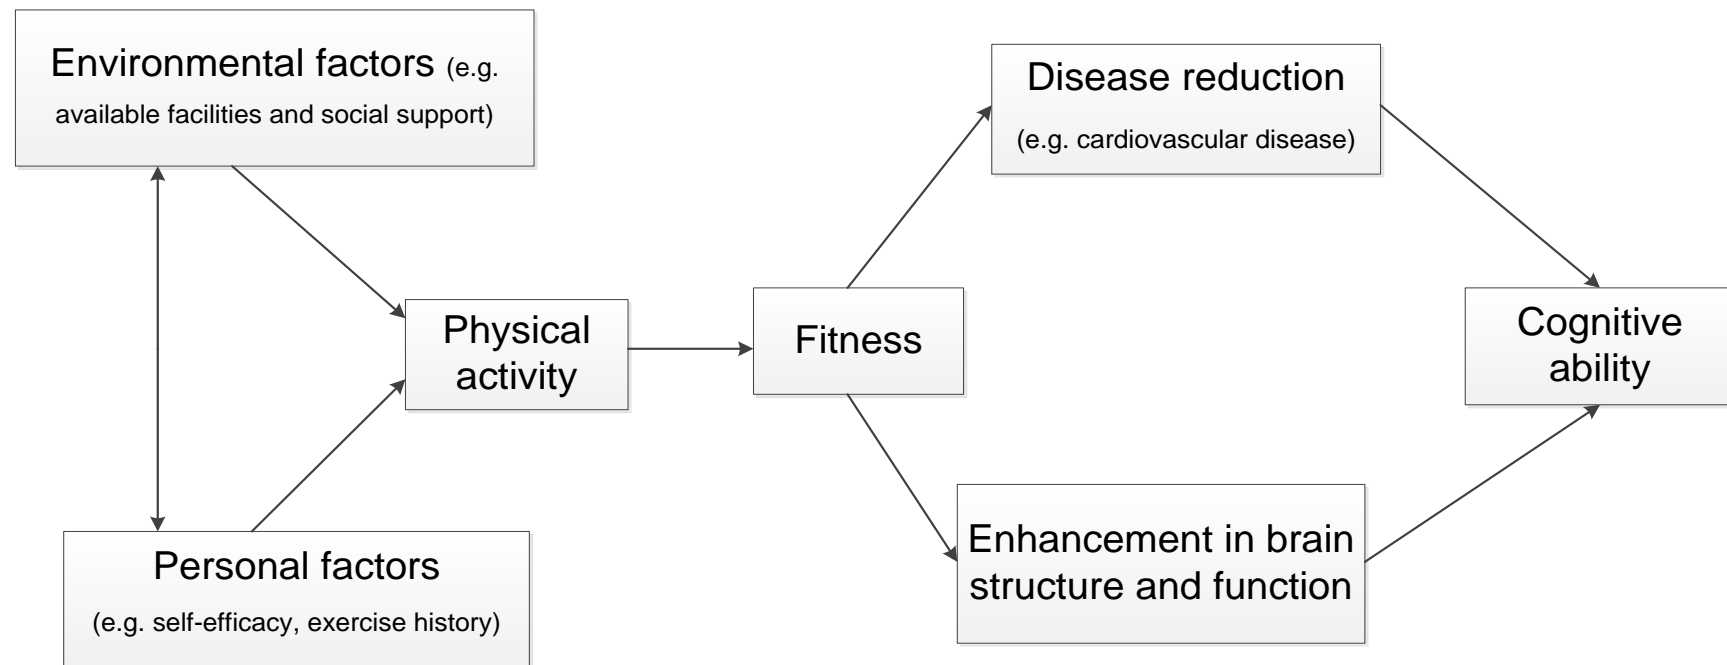 Environmental factors (e.g.
available facilities and social support)
Disease reduction
(e.g. cardiovascular disease)
Physical
activity
Fitness
Cognitive
ability
Personal factors
(e.g. self-efficacy, exercise history)
Enhancement in brain
structure and function